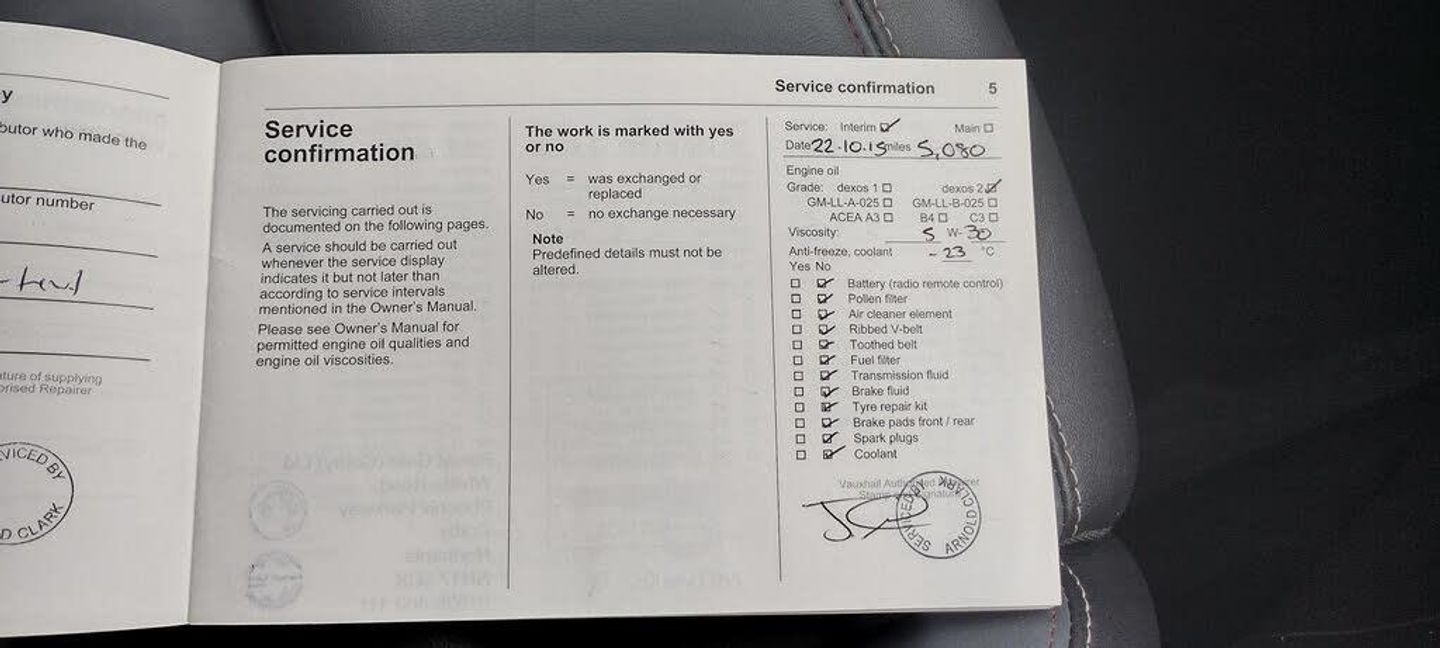 y
butor who made the
utor number
ture of supplying
orised Repairer
VICED BY
D CLARK
Service confirmation 5
Service
confirmation
The servicing carried out is
documented on the following pages.
A service should be carried out
whenever the service display
indicates it but not later than
according to service intervals
mentioned in the Owner's Manual.
Please see Owner's Manual for
permitted engine oil qualities and
engine oil viscosities.
The work is marked with yes
or no
Yes = was exchanged or
replaced
No = no exchange necessary
Note
Predefined details must not be
altered.
Service: Interim ☑ Main ☐
Date 22.10.15 miles 5,080
Engine oil
Grade: dexos 1 ☐ dexos 2 ☑
GM-LL-A-025 ☐ GM-LL-B-025 ☐
ACEA A3 ☐ B4 ☐ C3 ☐
Viscosity: 5 W-30
Anti-freeze, coolant -23 °C
Yes No
☐ ☑ Battery (radio remote control)
☐ ☑ Pollen filter
☐ ☑ Air cleaner element
☐ ☑ Ribbed V-belt
☐ ☑ Toothed belt
☐ ☑ Fuel filter
☐ ☑ Transmission fluid
☐ ☑ Brake fluid
☐ ☑ Tyre repair kit
☐ ☑ Brake pads front / rear
☐ ☑ Spark plugs
☐ ☑ Coolant
Vauxhall Authorised Repairer
Stamp Signature
SERVICED BY
ARNOLD CLARK